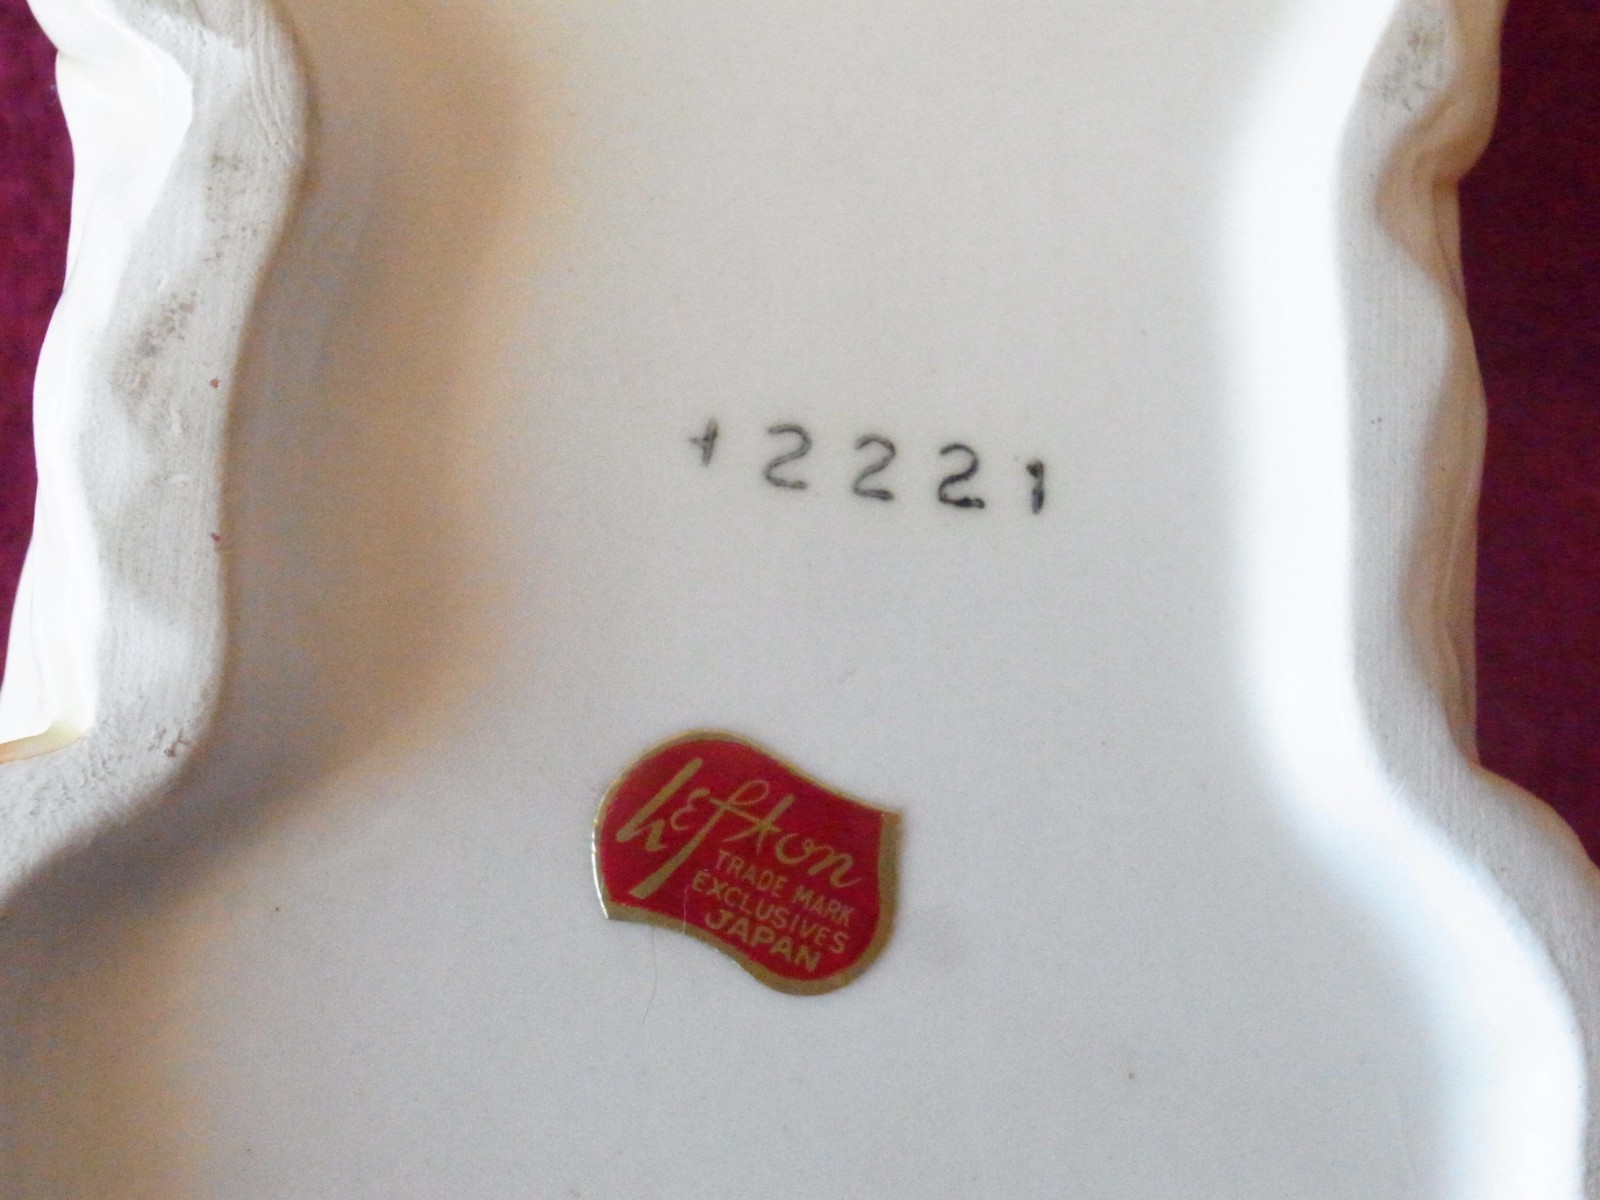 12221
Lefton
TRADE MARK
EXCLUSIVES
JAPAN